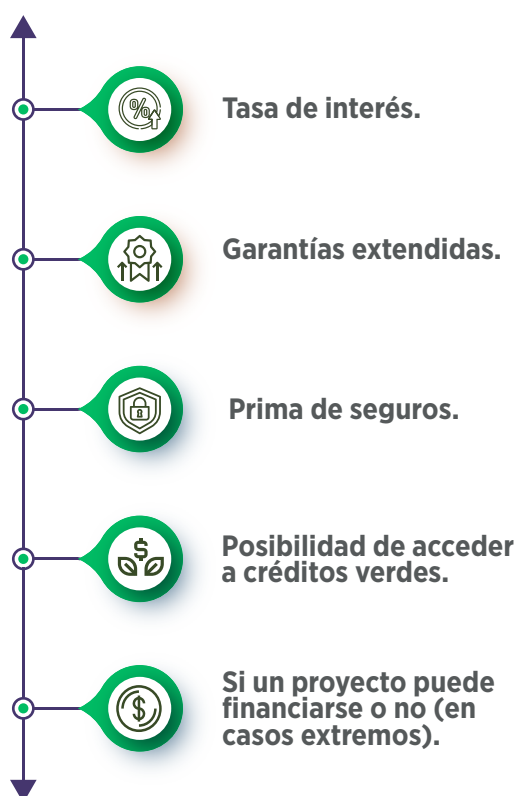 %
Tasa de interés.
Garantías extendidas.
Prima de seguros.
$
Posibilidad de acceder
a créditos verdes.
$
Si un proyecto puede
financiarse o no (en
casos extremos).